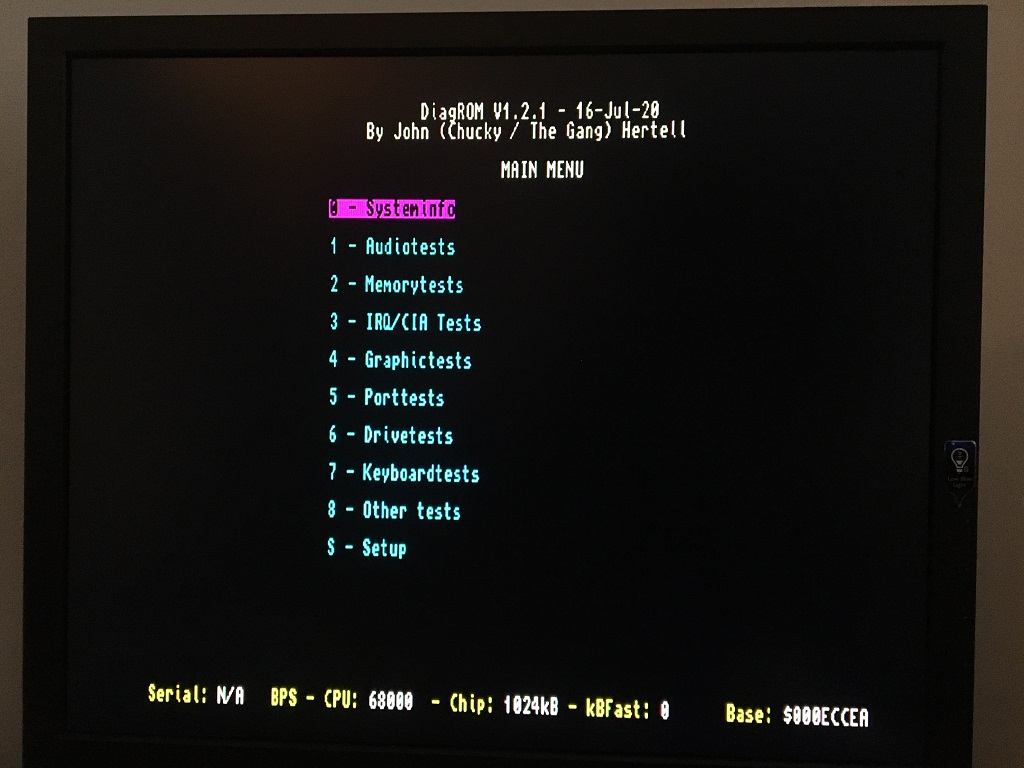 DiagROM V1.2.1 - 16-Jul-20
By John (Chucky / The Gang) Hertell
MAIN MENU
0 - Systeminfo
1 - Audiotests
2 - Memorytests
3 - IRQ/CIA Tests
4 - Graphictests
5 - Porttests
6 - Drivetests
7 - Keyboardtests
8 - Other tests
S - Setup
Serial: N/A BPS - CPU: 68000 - Chip: 1024kB - kBFast: 0 Base: $000ECCEA